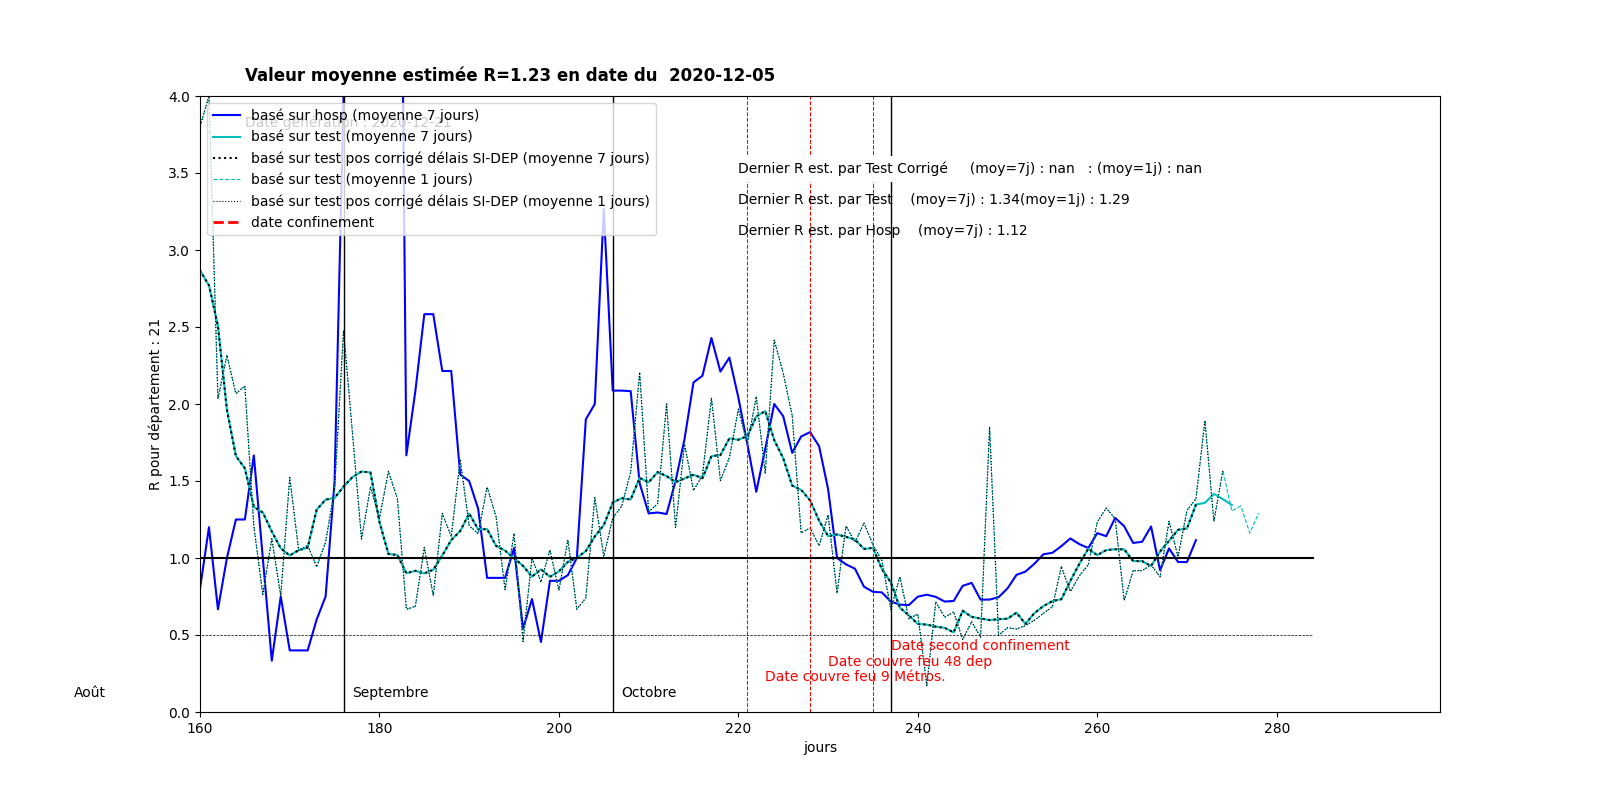 Valeur moyenne estimée R=1.23 en date du  2020-12-05
Date génération : 2020-12-21
basé sur hosp (moyenne 7 jours)
basé sur test (moyenne 7 jours)
basé sur test pos corrigé délais SI-DEP (moyenne 7 jours)
basé sur test (moyenne 1 jours)
basé sur test pos corrigé délais SI-DEP (moyenne 1 jours)
date confinement
Dernier R est. par Test Corrigé     (moy=7j) : nan   : (moy=1j) : nan
Dernier R est. par Test    (moy=7j) : 1.34(moy=1j) : 1.29
Dernier R est. par Hosp    (moy=7j) : 1.12
R pour département : 21
4.0
3.5
3.0
2.5
2.0
1.5
1.0
0.5
0.0
Date second confinement
Date couvre feu 48 dep
Date couvre feu 9 Métros.
Août
Septembre
Octobre
160 180 200 220 240 260 280
jours